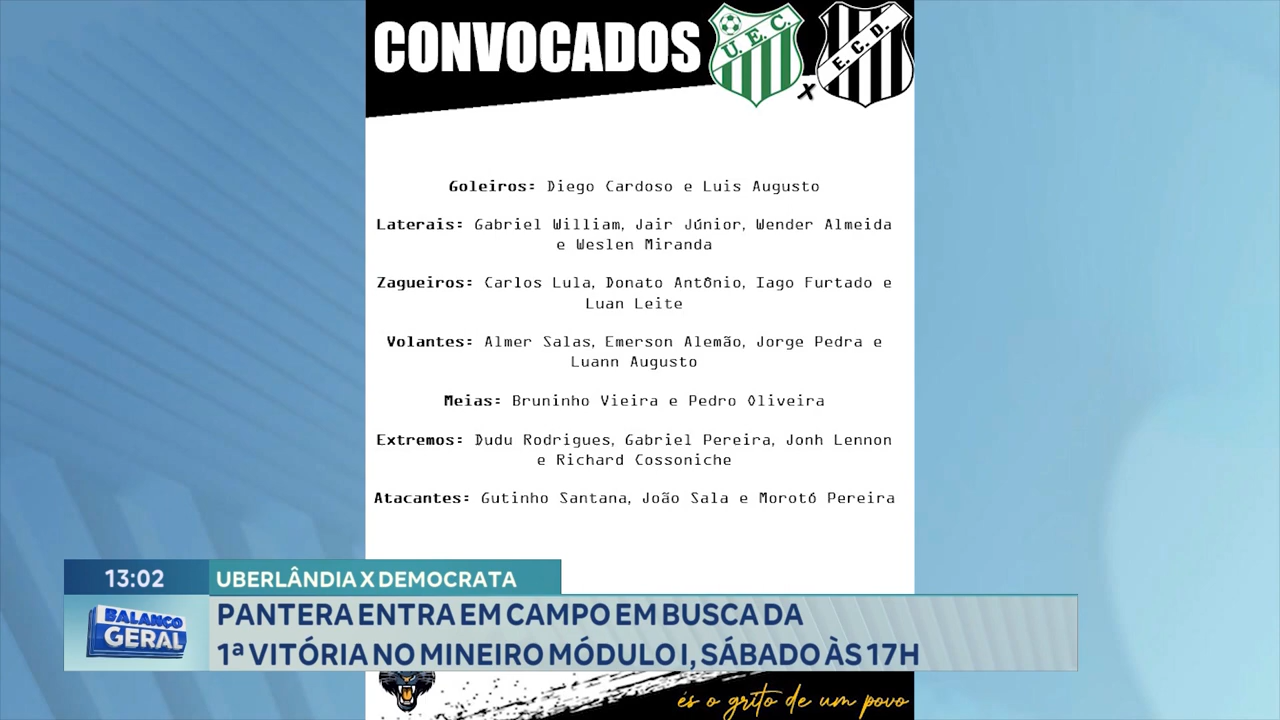 CONVOCADOS
U.E.C.
x
E.C.D.
Goleiros: Diego Cardoso e Luis Augusto
Laterais: Gabriel William, Jair Júnior, Wender Almeida
e Weslen Miranda
Zagueiros: Carlos Lula, Donato Antônio, Iago Furtado e
Luan Leite
Volantes: Almer Salas, Emerson Alemão, Jorge Pedra e
Luann Augusto
Meias: Bruninho Vieira e Pedro Oliveira
Extremos: Dudu Rodrigues, Gabriel Pereira, Jonh Lennon
e Richard Cossoniche
Atacantes: Gutinho Santana, João Sala e Morotó Pereira
13:02
UBERLÂNDIA X DEMOCRATA
BALANÇO
GERAL
PANTERA ENTRA EM CAMPO EM BUSCA DA
1ª VITÓRIA NO MINEIRO MÓDULO I, SÁBADO ÀS 17H
és o grito de um povo